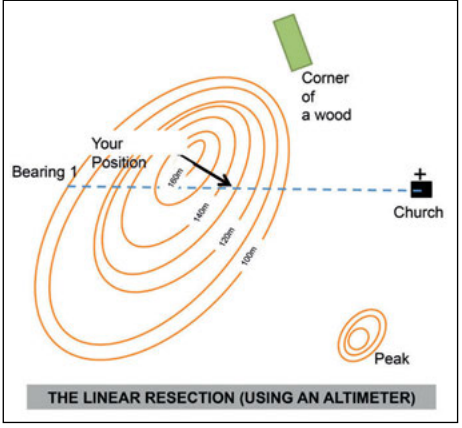 Corner
of
a wood
Your
Position
Bearing 1
160m
140m
120m
100m
Church
Peak
THE LINEAR RESECTION (USING AN ALTIMETER)